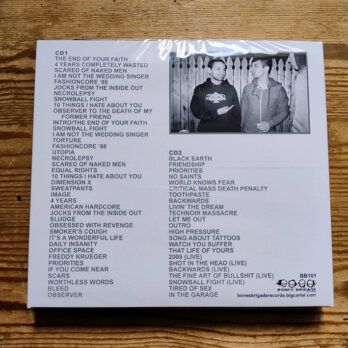 CD1
THE END OF YOUR FAITH
4 YEARS COMPLETELY WASTED
SCARED OF NAKED MEN
I AM NOT THE WEDDING SINGER
FASHIONCORE '88
JOCKS FROM THE INSIDE OUT
NECROLEPSY
SNOWBALL FIGHT
10 THINGS I HATE ABOUT YOU
OBSERVER TO THE DEATH OF MY
FORMER FRIEND
INTRO/THE END OF YOUR FAITH
SNOWBALL FIGHT
I AM NOT THE WEDDING SINGER
TORTURE
FASHIONCORE '88
UTOPIA
NECROLEPSY
SCARED OF NAKED MEN
EQUAL RIGHTS
10 THINGS I HATE ABOUT YOU
DIMENSION X
SWEATPANTS
IMAGE
4 YEARS
AMERICAN HARDCORE
JOCKS FROM THE INSIDE OUT
SLUDGE
OBSESSED WITH REVENGE
SMOKER'S COUGH
IT'S A WONDERFUL LIFE
DAILY INSANITY
OFFICE SPACE
FREDDY KRUEGER
PRIORITIES
IF YOU COME NEAR
SCARS
WORTHLESS WORDS
BLEED
OBSERVER
CD2
BLACK EARTH
FRIENDSHIP
PRIORITIES
NO SAINTS
WORLD KNOWS FEAR
CRITICAL MASS DEATH PENALTY
TOOTHPASTE
BACKWARDS
LIVIN' THE DREAM
TECHNOIR MASSACRE
LET ME OUT
OUTRO
HIGH PRESSURE
SONG ABOUT TATTOOS
WATCH YOU SUFFER
THAT LIFE OF YOURS
2009 (LIVE)
SHOT IN THE HEAD (LIVE)
BACKWARDS (LIVE)
THE FINE ART OF BULLSHIT (LIVE)
SNOWBALL FIGHT (LIVE)
TIRED OF SEX
IN THE GARAGE
BB101
BONES BRIGADE
bonesbrigaderecords.bigcartel.com